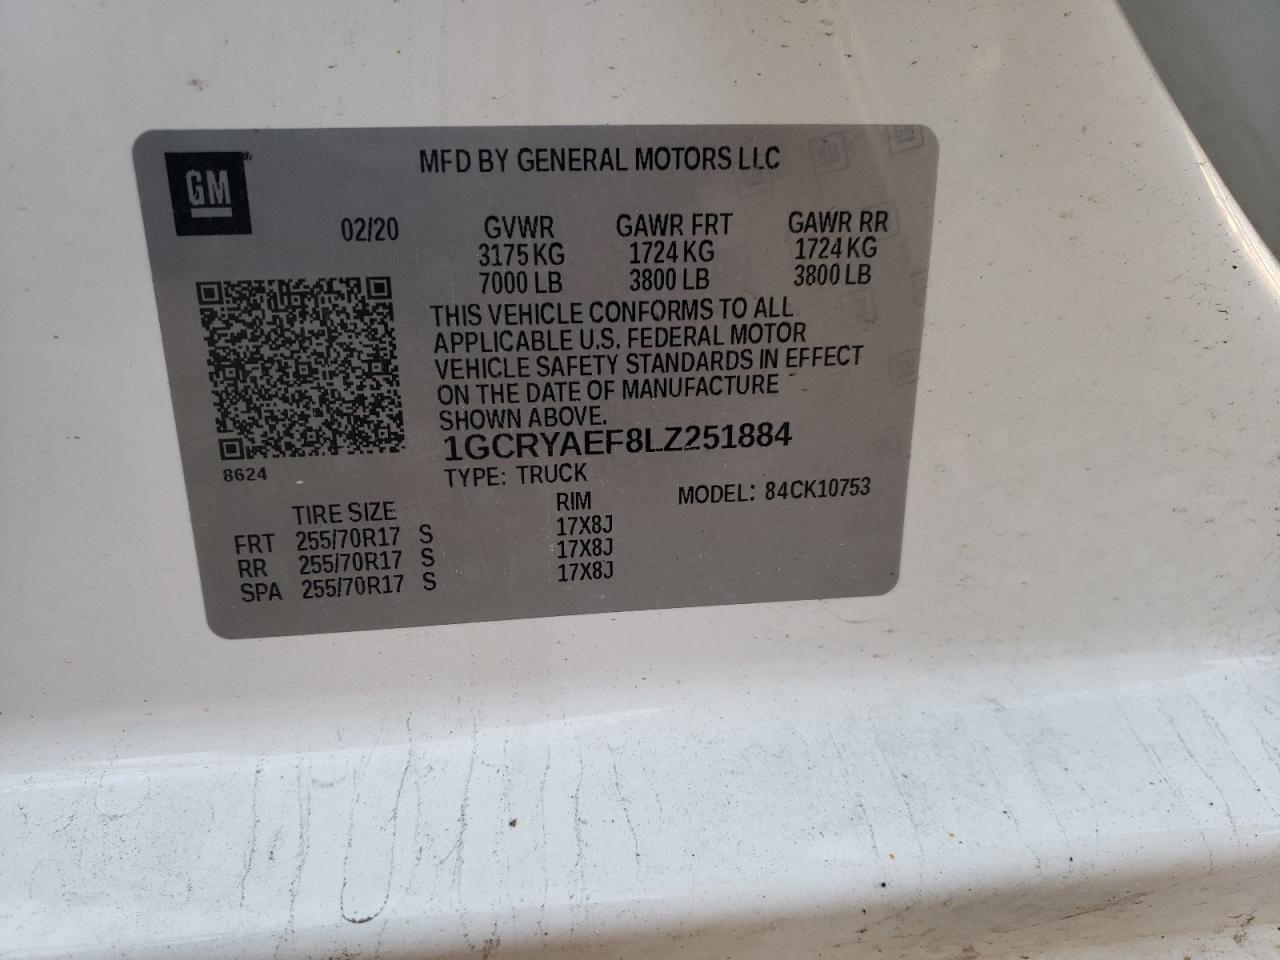 GM
MFD BY GENERAL MOTORS LLC
02/20 GVWR GAWR FRT GAWR RR
3175 KG 1724 KG 1724 KG
7000 LB 3800 LB 3800 LB
THIS VEHICLE CONFORMS TO ALL
APPLICABLE U.S. FEDERAL MOTOR
VEHICLE SAFETY STANDARDS IN EFFECT
ON THE DATE OF MANUFACTURE
SHOWN ABOVE.
1GCRYAEF8LZ251884
8624
TYPE: TRUCK MODEL: 84CK10753
TIRE SIZE RIM
FRT 255/70R17 S 17X8J
RR 255/70R17 S 17X8J
SPA 255/70R17 S 17X8J